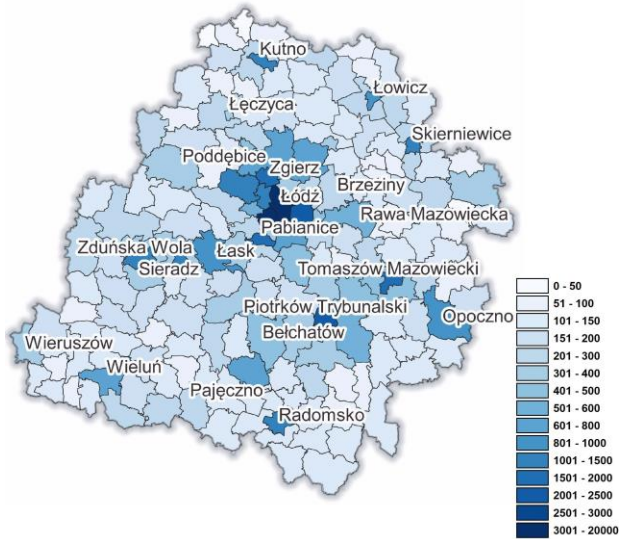 Kutno
Łowicz
Łęczyca
Skierniewice
Poddębice
Zgierz
Brzeziny
Łódź
Rawa Mazowiecka
Pabianice
Zduńska Wola
Łask
Sieradz
Tomaszów Mazowiecki
Piotrków Trybunalski
Opoczno
Bełchatów
Wieruszów
Wieluń
Pajęczno
Radomsko
0 - 50
51 - 100
101 - 150
151 - 200
201 - 300
301 - 400
401 - 500
501 - 600
601 - 800
801 - 1000
1001 - 1500
1501 - 2000
2001 - 2500
2501 - 3000
3001 - 20000